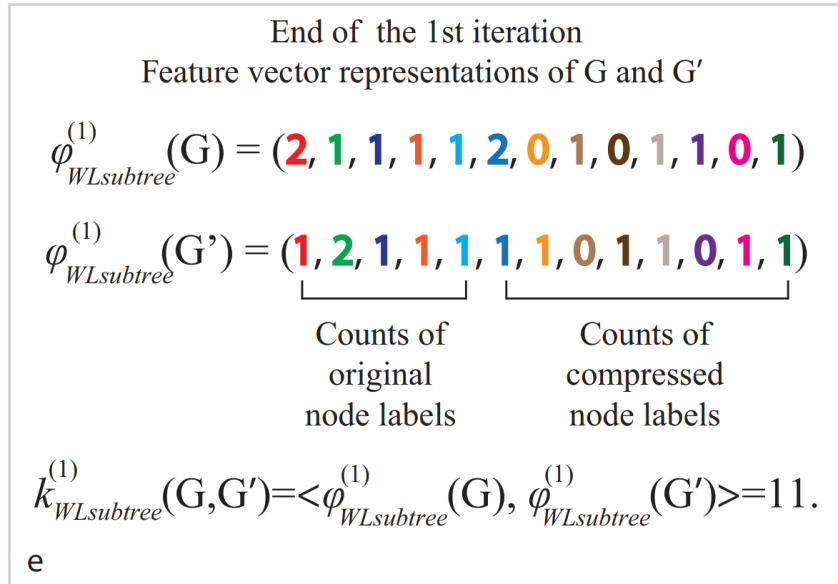 End of the 1st iteration
Feature vector representations of G and G′
φ(1)WLsubtree(G) = (2, 1, 1, 1, 1, 2, 0, 1, 0, 1, 1, 0, 1)
φ(1)WLsubtree(G’) = (1, 2, 1, 1, 1, 1, 1, 0, 1, 1, 0, 1, 1)
Counts of original node labels
Counts of compressed node labels
k(1)WLsubtree(G,G′)=<φ(1)WLsubtree(G), φ(1)WLsubtree(G′)>=11.
e